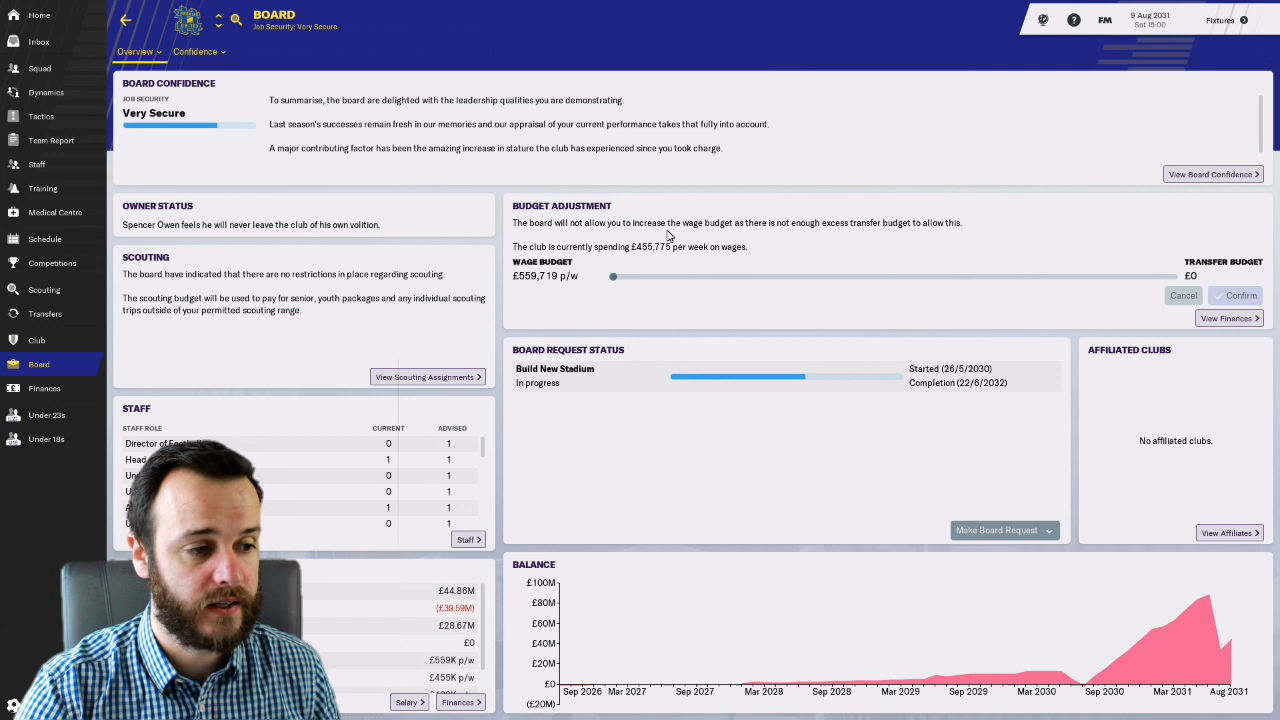 Home
Inbox
Squad
Dynamics
Tactics
Team Report
Staff
Training
Medical Centre
Schedule
Competitions
Scouting
Transfers
Club
Board
Finances
Under 23s
Under 18s
BOARD
Job Security: Very Secure
?
FM
9 Aug 2031
Sat 15:00
Fixtures
Overview
Confidence
BOARD CONFIDENCE
JOB SECURITY
Very Secure
To summarise, the board are delighted with the leadership qualities you are demonstrating.
Last season's successes remain fresh in our memories and our appraisal of your current performance takes that fully into account.
A major contributing factor has been the amazing increase in stature the club has experienced since you took charge.
View Board Confidence
OWNER STATUS
Spencer Owen feels he will never leave the club of his own volition.
SCOUTING
The board have indicated that there are no restrictions in place regarding scouting.
The scouting budget will be used to pay for senior, youth packages and any individual scouting
trips outside of your permitted scouting range.
View Scouting Assignments
BUDGET ADJUSTMENT
The board will not allow you to increase the wage budget as there is not enough excess transfer budget to allow this.
The club is currently spending £455,775 per week on wages.
WAGE BUDGET
£559,719 p/w
TRANSFER BUDGET
£0
Cancel
Confirm
View Finances
STAFF
STAFF ROLE CURRENT ADVISED
Director of 0 1
Head 1 1
0 1
0 1
1 1
0 1
Staff
BOARD REQUEST STATUS
Build New Stadium
In progress
Started (26/5/2030)
Completion (22/6/2032)
Make Board Request
AFFILIATED CLUBS
No affiliated clubs.
View Affiliates
£44.86M
(£39.59M)
£28.67M
£0
£559K p/w
£455K p/w
Salary
Finances
BALANCE
£100M
£80M
£60M
£40M
£20M
£0
(£20M)
Sep 2026 Mar 2027 Sep 2027 Mar 2028 Sep 2028 Mar 2029 Sep 2029 Mar 2030 Sep 2030 Mar 2031 Aug 2031